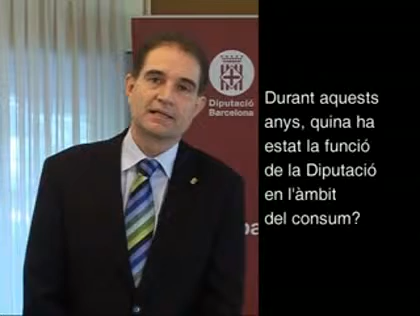 Diputació
Barcelona
Durant aquests
anys, quina ha
estat la funció
de la Diputació
en l'àmbit
del consum?